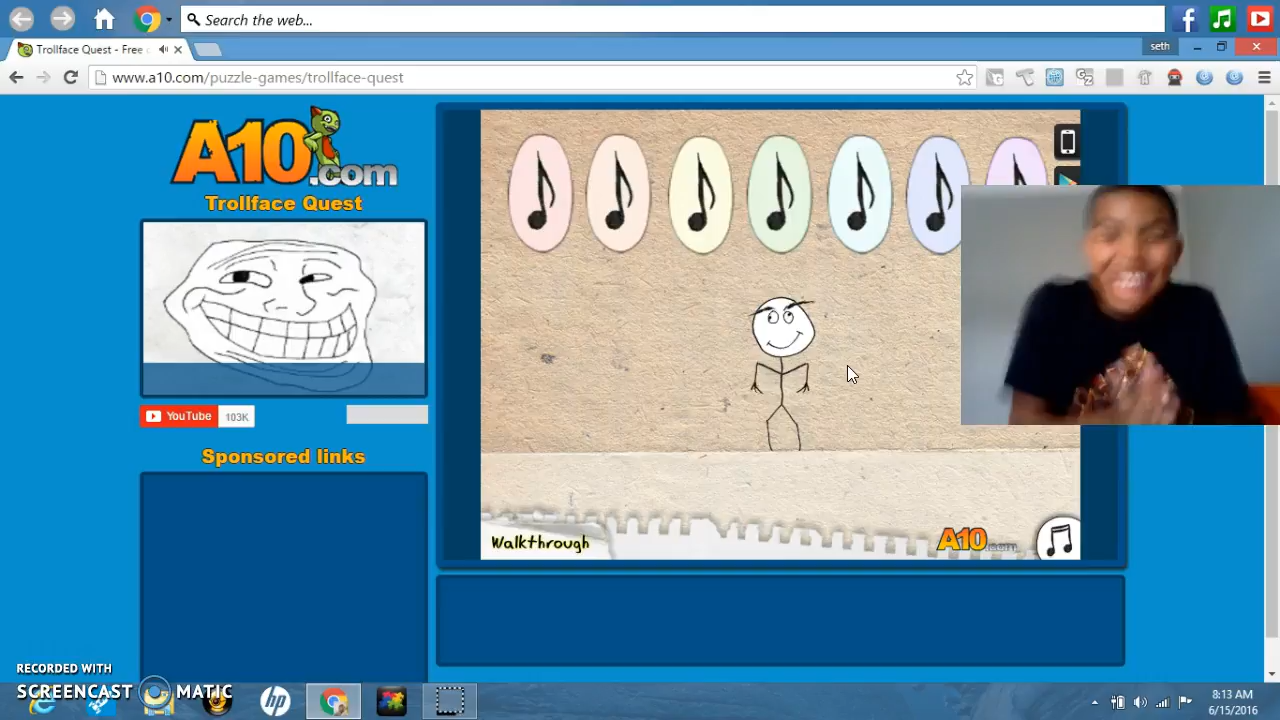 Search the web...
Trollface Quest - Free
seth
www.a10.com/puzzle-games/trollface-quest
A10.com
Trollface Quest
YouTube 103K
Sponsored links
Walkthrough
A10.com
RECORDED WITH
SCREENCAST MATIC
hp
8:13 AM
6/15/2016